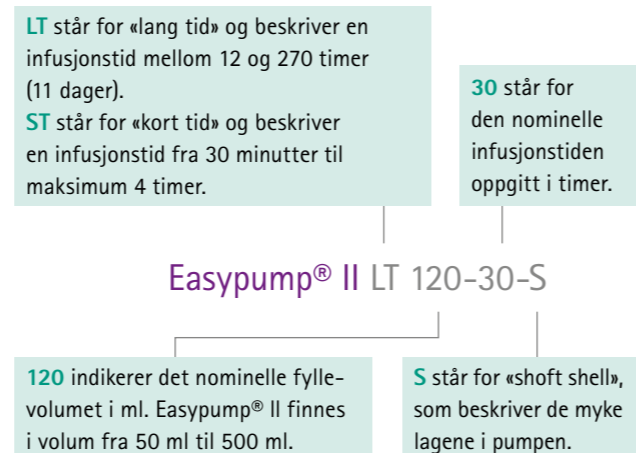 LT står for «lang tid» og beskriver en
infusjonstid mellom 12 og 270 timer
(11 dager).
ST står for «kort tid» og beskriver
en infusjonstid fra 30 minutter til
maksimum 4 timer.
30 står for
den nominelle
infusjonstiden
oppgitt i timer.
Easypump® ll LT 120-30-S
120 indikerer det nominelle fylle-
volumet i ml. Easypump® ll finnes
i volum fra 50 ml til 500 ml.
S står for «shoft shell»,
som beskriver de myke
lagene i pumpen.